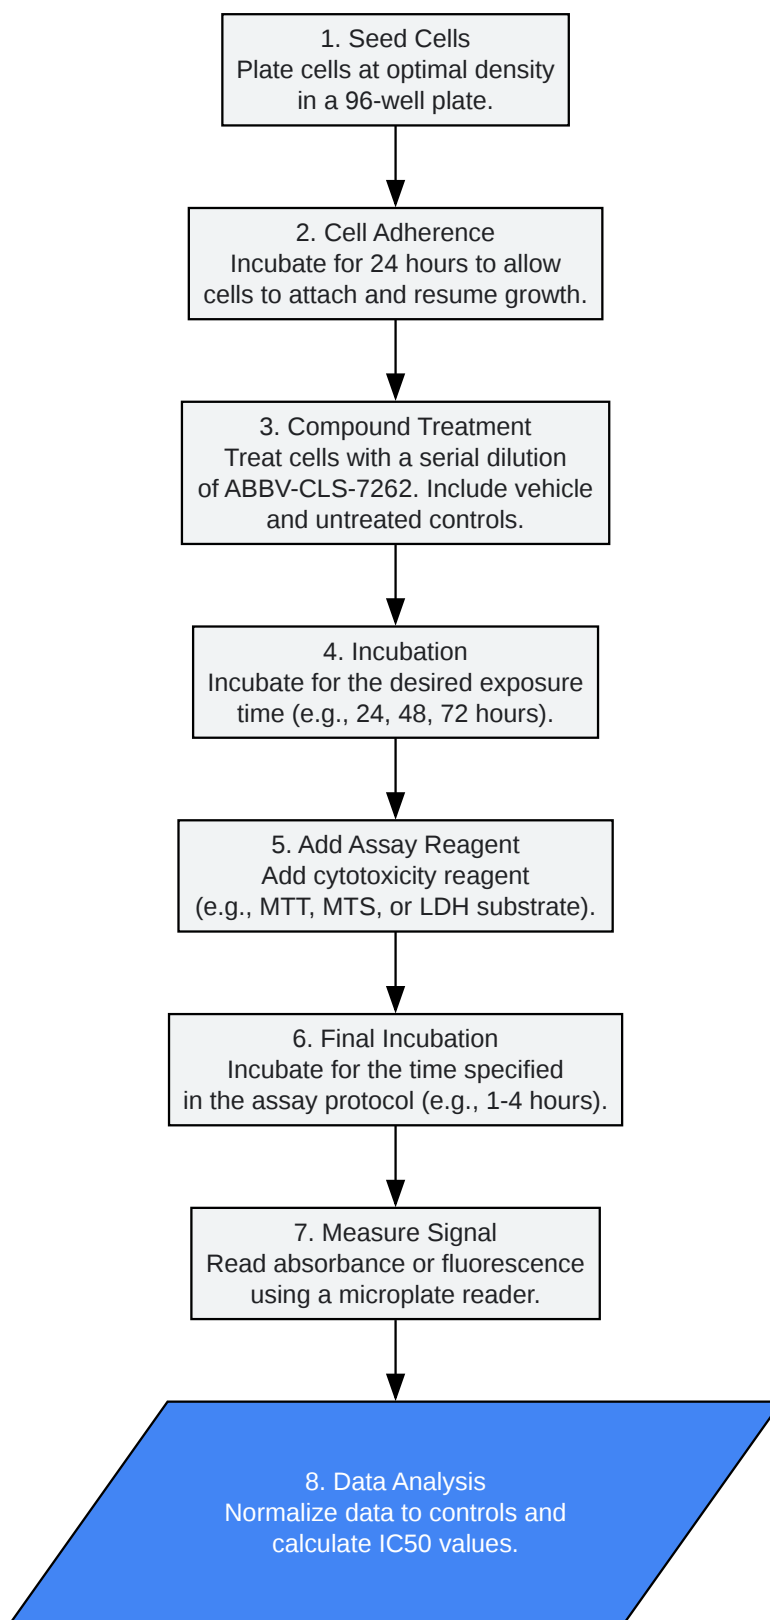 1. Seed Cells
Plate cells at optimal density
in a 96-well plate.
2. Cell Adherence
Incubate for 24 hours to allow
cells to attach and resume growth.
3. Compound Treatment
Treat cells with a serial dilution
of ABBV-CLS-7262. Include vehicle
and untreated controls.
4. Incubation
Incubate for the desired exposure
time (e.g., 24, 48, 72 hours).
5. Add Assay Reagent
Add cytotoxicity reagent
(e.g., MTT, MTS, or LDH substrate).
6. Final Incubation
Incubate for the time specified
in the assay protocol (e.g., 1-4 hours).
7. Measure Signal
Read absorbance or fluorescence
using a microplate reader.
8. Data Analysis
Normalize data to controls and
calculate IC50 values.